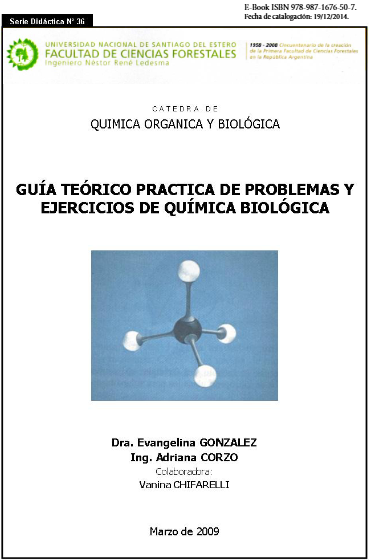 E-Book ISBN 978-987-1676-50-7.
Fecha de catalogación: 19/12/2014.
Serie Didáctica Nº 36
UNIVERSIDAD NACIONAL DE SANTIAGO DEL ESTERO
FACULTAD DE CIENCIAS FORESTALES
Ingeniero Néstor René Ledesma
1958 - 2008 Cincuentenario de la creación
de la Primera Facultad de Ciencias Forestales
en la República Argentina
CATEDRA DE
QUIMICA ORGANICA Y BIOLÓGICA
GUÍA TEÓRICO PRACTICA DE PROBLEMAS Y
EJERCICIOS DE QUÍMICA BIOLÓGICA
Dra. Evangelina GONZALEZ
Ing. Adriana CORZO
Colaboradora:
Vanina CHIFARELLI
Marzo de 2009